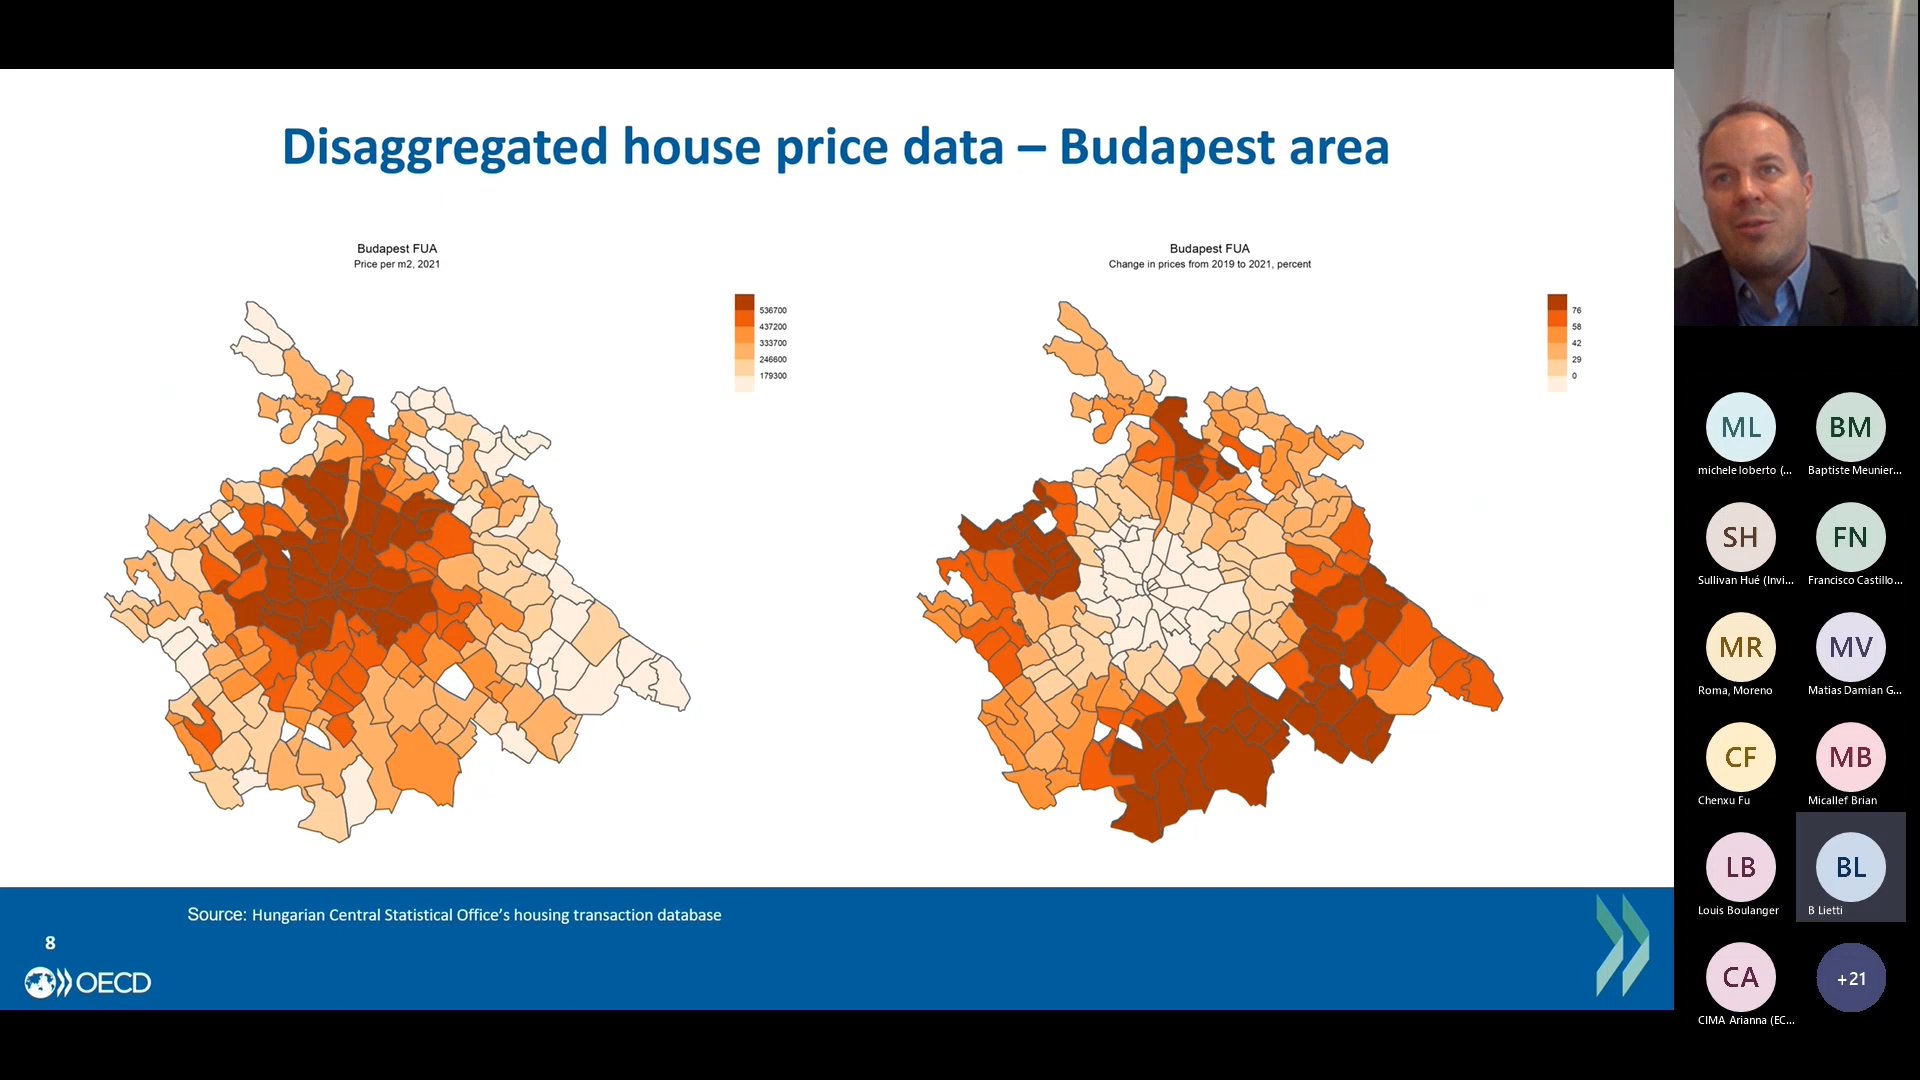 Disaggregated house price data – Budapest area
Budapest FUA
Price per m2, 2021
536700
437200
333700
246600
179300
Budapest FUA
Change in prices from 2019 to 2021, percent
76
58
42
29
0
Source: Hungarian Central Statistical Office's housing transaction database
8
OECD
ML
michele loberto (...
BM
Baptiste Meunier...
SH
Sullivan Hué (Invi...
FN
Francisco Castillo...
MR
Roma, Moreno
MV
Matias Damian G...
CF
Chenxu Fu
MB
Micallef Brian
LB
Louis Boulanger
BL
B Lietti
CA
CIMA Arianna (EC...
+21